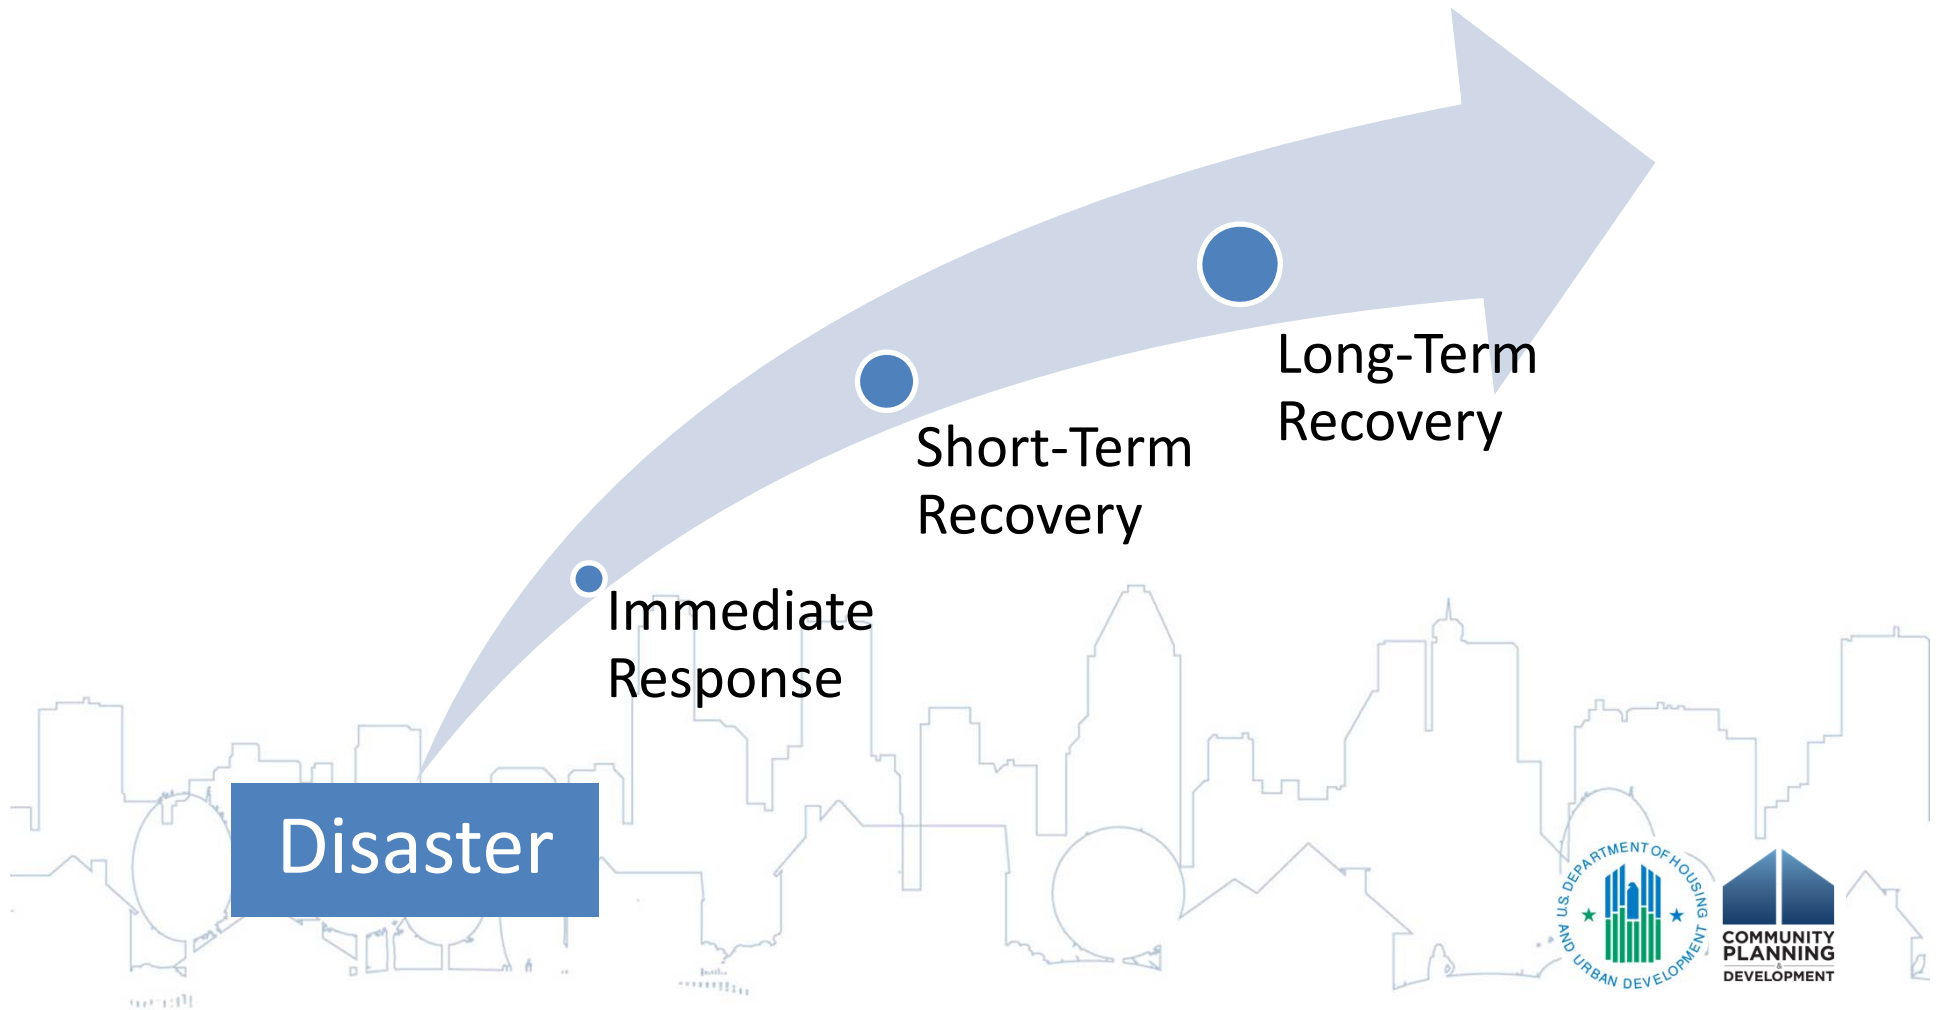 Long-Term
Recovery
Short-Term
Recovery
Immediate
Response
Disaster
U.S. DEPARTMENT OF HOUSING
AND URBAN DEVELOPMENT
COMMUNITY
PLANNING
&
DEVELOPMENT